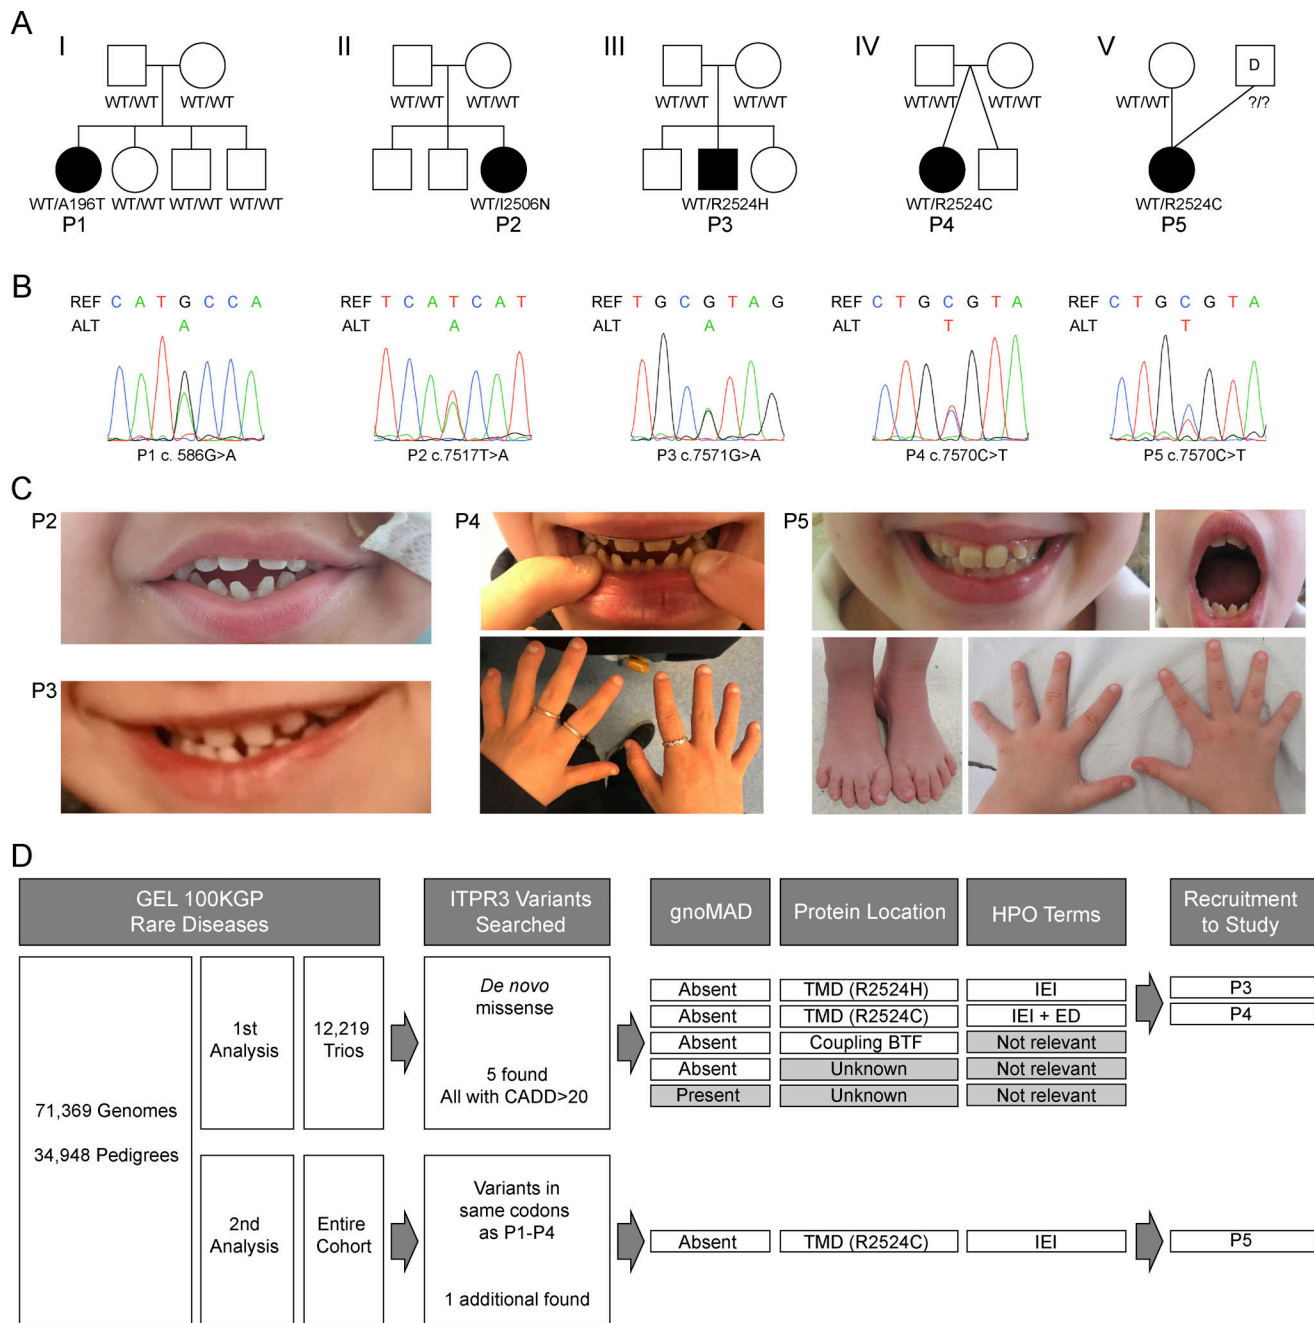 A
I
II
III
IV
V
D
WT/WT WT/WT
WT/WT WT/WT
WT/WT WT/WT
WT/WT WT/WT
WT/WT ?/?
WT/A196T WT/WT WT/WT WT/WT
P1
WT/I2506N
P2
WT/R2524H
P3
WT/R2524C
P4
WT/R2524C
P5
B
REF C A T G C C A
ALT A
P1 c. 586G>A
REF T C A T C A T
ALT A
P2 c.7517T>A
REF T G C G T A G
ALT A
P3 c.7571G>A
REF C T G C G T A
ALT T
P4 c.7570C>T
REF C T G C G T A
ALT T
P5 c.7570C>T
C
P2
P3
P4
P5
D
GEL 100KGP
Rare Diseases
ITPR3 Variants
Searched
gnoMAD
Protein Location
HPO Terms
Recruitment
to Study
71,369 Genomes
34,948 Pedigrees
1st
Analysis
12,219
Trios
De novo
missense
5 found
All with CADD>20
Absent TMD (R2524H) IEI P3
Absent TMD (R2524C) IEI + ED P4
Absent Coupling BTF Not relevant
Absent Unknown Not relevant
Present Unknown Not relevant
2nd
Analysis
Entire
Cohort
Variants in
same codons
as P1-P4
1 additional found
Absent TMD (R2524C) IEI P5